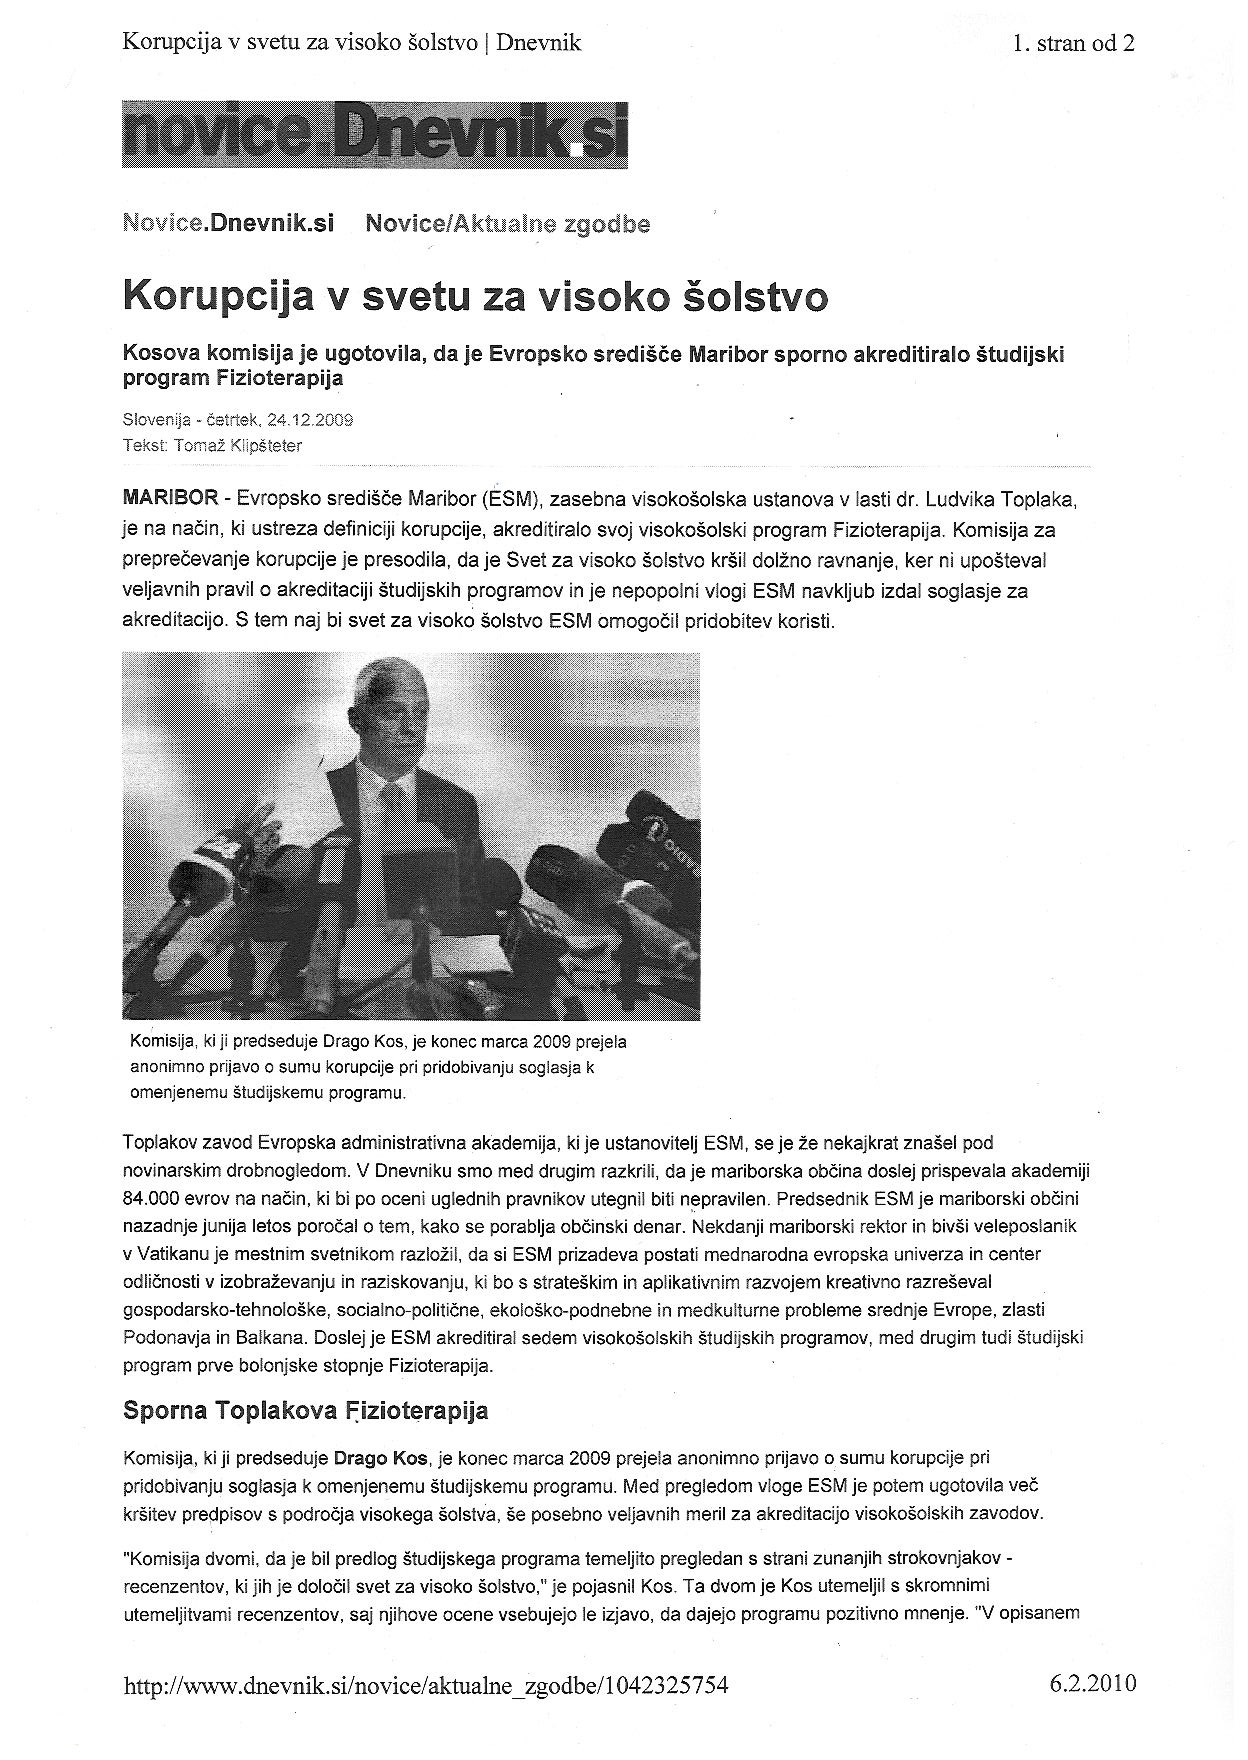 Korupcija v svetu za visoko šolstvo | Dnevnik
1. stran od 2
novice.Dnevnik.si
Novice.Dnevnik.si Novice/Aktualne zgodbe
Korupcija v svetu za visoko šolstvo
Kosova komisija je ugotovila, da je Evropsko središče Maribor sporno akreditiralo študijski
program Fizioterapija
Slovenija - četrtek, 24.12.2009
Tekst: Tomaž Klipšteter
MARIBOR - Evropsko središče Maribor (ESM), zasebna visokošolska ustanova v lasti dr. Ludvika Toplaka,
je na način, ki ustreza definiciji korupcije, akreditiralo svoj visokošolski program Fizioterapija. Komisija za
preprečevanje korupcije je presodila, da je Svet za visoko šolstvo kršil dolžno ravnanje, ker ni upošteval
veljavnih pravil o akreditaciji študijskih programov in je nepopolni vlogi ESM navkljub izdal soglasje za
akreditacijo. S tem naj bi svet za visoko šolstvo ESM omogočil pridobitev koristi.
RADIO
Komisija, ki ji predseduje Drago Kos, je konec marca 2009 prejela
anonimno prijavo o sumu korupcije pri pridobivanju soglasja k
omenjenemu študijskemu programu.
Toplakov zavod Evropska administrativna akademija, ki je ustanovitelj ESM, se je že nekajkrat znašel pod
novinarskim drobnogledom. V Dnevniku smo med drugim razkrili, da je mariborska občina doslej prispevala akademiji
84.000 evrov na način, ki bi po oceni uglednih pravnikov utegnil biti nepravilen. Predsednik ESM je mariborski občini
nazadnje junija letos poročal o tem, kako se porablja občinski denar. Nekdanji mariborski rektor in bivši veleposlanik
v Vatikanu je mestnim svetnikom razložil, da si ESM prizadeva postati mednarodna evropska univerza in center
odličnosti v izobraževanju in raziskovanju, ki bo s strateškim in aplikativnim razvojem kreativno razreševal
gospodarsko-tehnološke, socialno-politične, ekološko-podnebne in medkulturne probleme srednje Evrope, zlasti
Podonavja in Balkana. Doslej je ESM akreditiral sedem visokošolskih študijskih programov, med drugim tudi študijski
program prve bolonjske stopnje Fizioterapija.
Sporna Toplakova Fizioterapija
Komisija, ki ji predseduje Drago Kos, je konec marca 2009 prejela anonimno prijavo o sumu korupcije pri
pridobivanju soglasja k omenjenemu študijskemu programu. Med pregledom vloge ESM je potem ugotovila več
kršitev predpisov s področja visokega šolstva, še posebno veljavnih meril za akreditacijo visokošolskih zavodov.
"Komisija dvomi, da je bil predlog študijskega programa temeljito pregledan s strani zunanjih strokovnjakov -
recenzentov, ki jih je določil svet za visoko šolstvo," je pojasnil Kos. Ta dvom je Kos utemeljil s skromnimi
utemeljitvami recenzentov, saj njihove ocene vsebujejo le izjavo, da dajejo programu pozitivno mnenje. "V opisanem
http://www.dnevnik.si/novice/aktualne_zgodbe/1042325754
6.2.2010